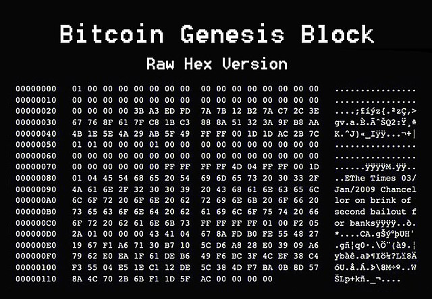 Bitcoin Genesis Block
Raw Hex Version
00000000 01 00 00 00 00 00 00 00 00 00 00 00 00 00 00 00 ................
00000010 00 00 00 00 00 00 00 00 00 00 00 00 00 00 00 00 ................
00000020 00 00 00 00 3B A3 ED FD 7A 7B 12 B2 7A C7 2C 3E ....;£íýz{.²zÇ,>
00000030 67 76 8F 61 7F C8 1B C3 88 8A 51 32 3A 9F B8 AA gv.a.È.ÃˆŠQ2:Ÿ¸ª
00000040 4B 1E 5E 4A 29 AB 5F 49 FF FF 00 1D 1D AC 2B 7C K.^J)«_Iÿÿ...¬+|
00000050 01 01 00 00 00 01 00 00 00 00 00 00 00 00 00 00 ................
00000060 00 00 00 00 00 00 00 00 00 00 00 00 00 00 00 00 ................
00000070 00 00 00 00 00 00 FF FF FF FF 4D 04 FF FF 00 1D ......ÿÿÿÿM.ÿÿ..
00000080 01 04 45 54 68 65 20 54 69 6D 65 73 20 30 33 2F ..EThe Times 03/
00000090 4A 61 6E 2F 32 30 30 39 20 43 68 61 6E 63 65 6C Jan/2009 Chancel
000000A0 6C 6F 72 20 6F 6E 20 62 72 69 6E 6B 20 6F 66 20 lor on brink of
000000B0 73 65 63 6F 6E 64 20 62 61 69 6C 6F 75 74 20 66 second bailout f
000000C0 6F 72 20 62 61 6E 6B 73 FF FF FF FF 01 00 F2 05 or banksÿÿÿÿ..ò.
000000D0 2A 01 00 00 00 43 41 04 67 8A FD B0 FE 55 48 27 *....CA.gŠý°þUH'
000000E0 19 67 F1 A6 71 30 B7 10 5C D6 A8 28 E0 39 09 A6 .gñ¦q0·.\Ö¨(à9.¦
000000F0 79 62 E0 EA 1F 61 DE B6 49 F6 BC 3F 4C EF 38 C4 ybàê.aÞ¶Iö¼?Lï8Ä
00000100 F3 55 04 E5 1E C1 12 DE 5C 38 4D F7 BA 0B 8D 57 óU.å.Á.Þ\8M÷º..W
00000110 8A 4C 70 2B 6B F1 1D 5F AC 00 00 00 00 ŠLp+kñ._¬....